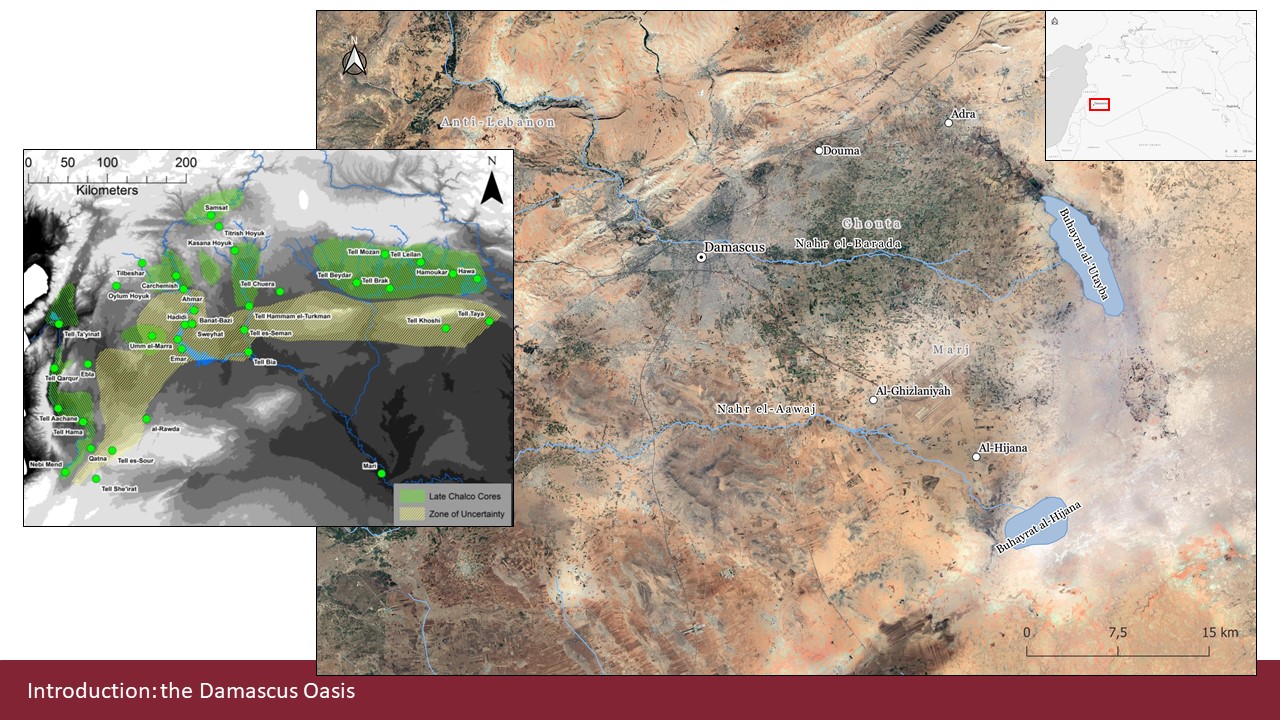 N
Anti-Lebanon
Adra
Douma
Ghouta
Nahr el-Barada
Damascus
Buhayrat al-'Utayba
Marj
Al-Ghizlaniyah
Nahr el-Aawaj
Al-Hijana
Buhayrat al-Hijana
0 7,5 15 km
0 50 100 200
Kilometers
N
Samsat
Titrish Hoyuk
Kasana Hoyuk
Tell Mozan
Tell Leilan
Tilbeshar
Tell Beydar
Hamoukar
Hawa
Carchemish
Tell Chuera
Tell Brak
Oylum Hoyuk
Ahmar
Hadidi
Banat-Bazi
Tell Hammam el-Turkman
Tell Khoshi
Tell Taya
Tell Ta'yinat
Sweyhat
Tell es-Seman
Umm el-Marra
Emar
Tell Bia
Tell Qarqur
Ebla
Tell Aachane
Tell Hama
al-Rawda
Nebi Mend
Qatna
Tell es-Sour
Mari
Tell She'irat
Late Chalco Cores
Zone of Uncertainty
Introduction: the Damascus Oasis